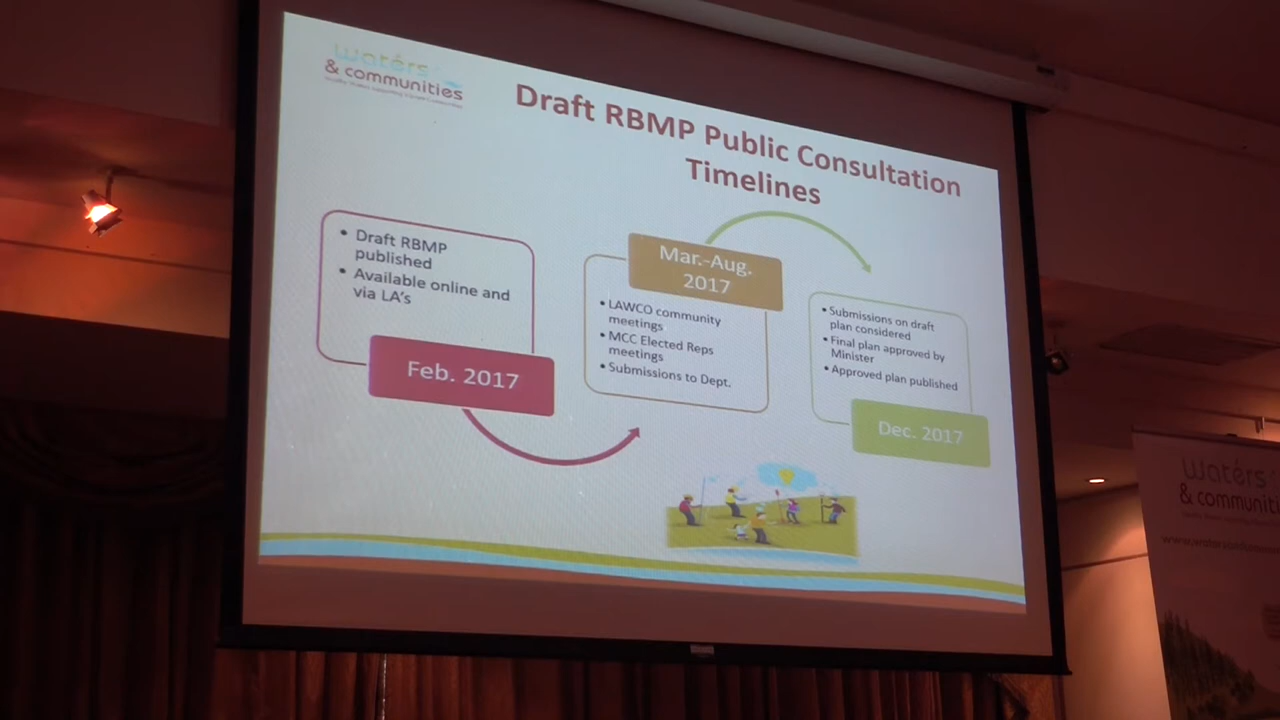 waters
& communities
Draft RBMP Public Consultation
Timelines
• Draft RBMP
published
• Available online and
via LA's
Feb. 2017
Mar.-Aug.
2017
• LAWCO community
meetings
• MCC Elected Reps
meetings
• Submissions to Dept.
• Submissions on draft
plan considered
• Final plan approved by
Minister
• Approved plan published
Dec. 2017
waters
& communit